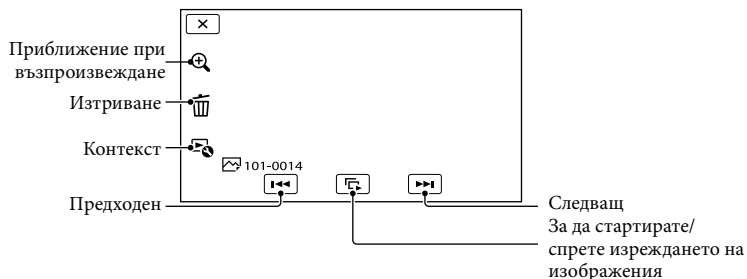 Приближение при
възпроизвеждане
Изтриване
Контекст
101-0014
Предходен
Следващ
За да стартирате/
спрете изреждането на
изображения